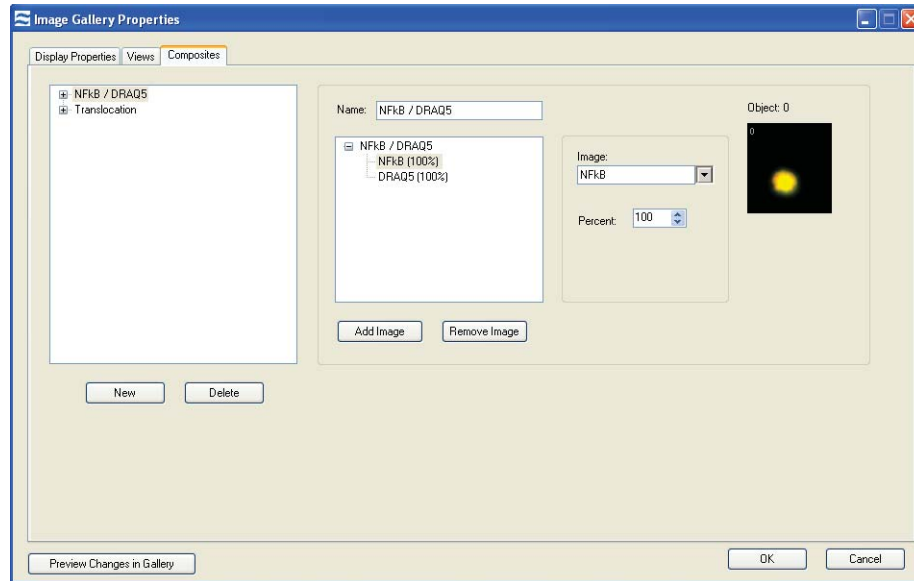 Image Gallery Properties
Display Properties Views Composites
NFkB / DRAQ5
Translocation
New Delete
Name: NFkB / DRAQ5
NFkB / DRAQ5
NFkB (100%)
DRAQ5 (100%)
Add Image Remove Image
Image:
NFkB
Percent: 100
Object: 0
0
Preview Changes in Gallery
OK Cancel